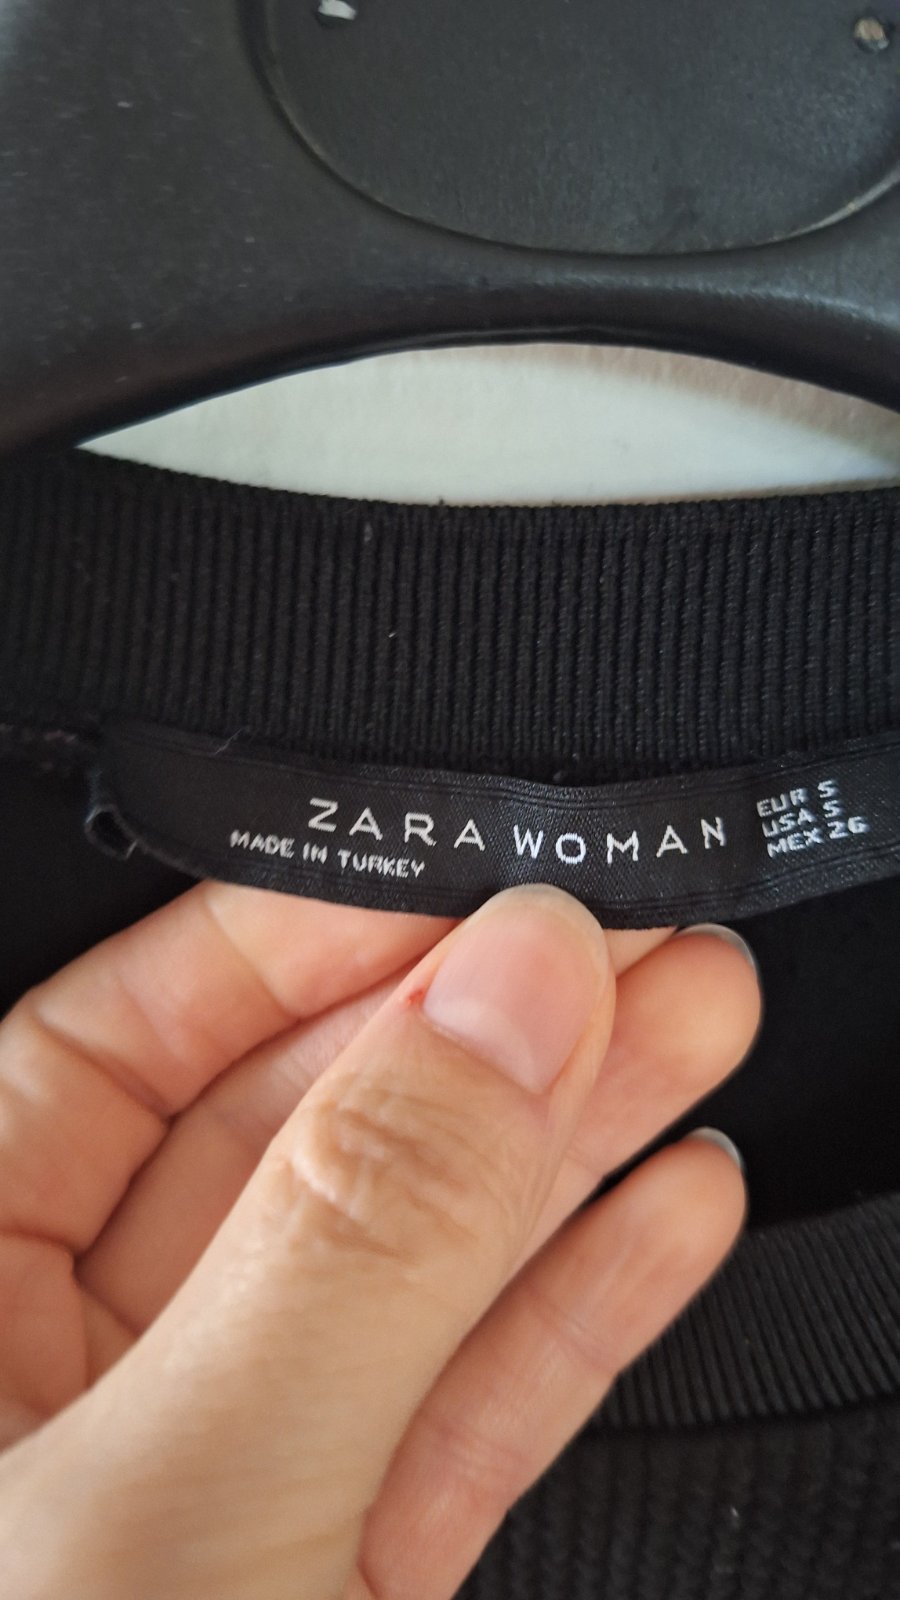 ZARA WOMAN
MADE IN TURKEY
EUR S
USA S
MEX 26